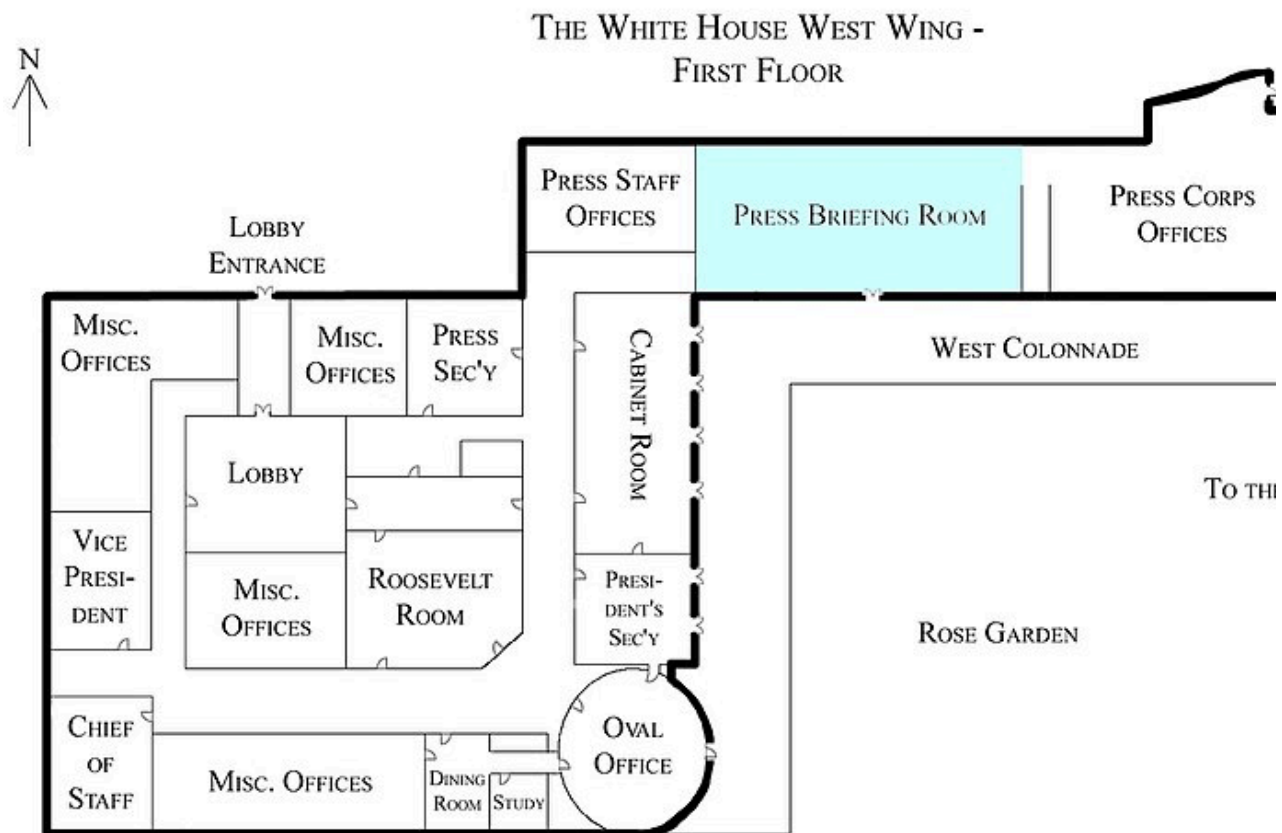 THE WHITE HOUSE WEST WING -
FIRST FLOOR
N
PRESS STAFF
OFFICES
PRESS BRIEFING ROOM
PRESS CORPS
OFFICES
LOBBY
ENTRANCE
MISC.
OFFICES
MISC.
OFFICES
PRESS
SEC'Y
CABINET ROOM
WEST COLONNADE
LOBBY
TO THE
VICE
PRESI-
DENT
MISC.
OFFICES
ROOSEVELT
ROOM
PRESI-
DENT'S
SEC'Y
ROSE GARDEN
CHIEF
OF
STAFF
MISC. OFFICES
DINING
ROOM
STUDY
OVAL
OFFICE